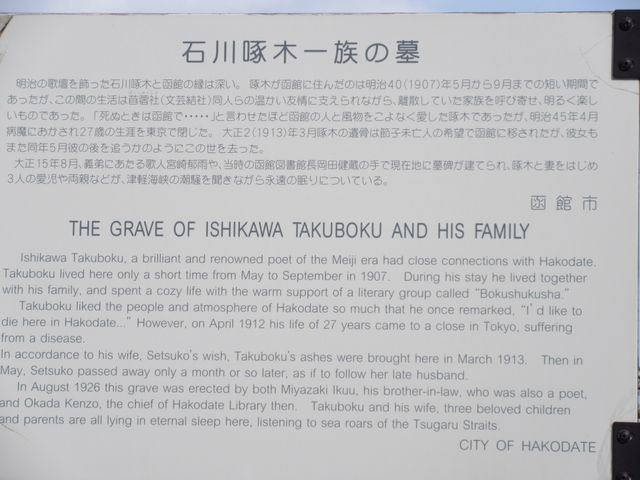 石川啄木一族の墓
明治の歌壇を飾った石川啄木と函館の縁は深い。啄木が函館に住んだのは明治40(1907)年5月から9月までの短い期間で
あったが、この間の生活は苜蓿社(文芸結社)同人らの温かい友情に支えられながら、離散していた家族を呼び寄せ、明るく楽し
いものであった。「死ぬときは函館で・・・・・」と言わせたほど函館の人と風物をこよなく愛した啄木であったが、明治45年4月
病魔におかされ27歳の生涯を東京で閉じた。大正2(1913)年3月啄木の遺骨は節子未亡人の希望で函館に移されたが、彼女も
また同年5月彼の後を追うかのようにこの世を去った。
大正15年8月、義弟にあたる歌人宮崎郁雨や、当時の函館図書館長岡田健蔵の手で現在地に墓碑が建てられ、啄木と妻をはじめ
3人の愛児や両親などが、津軽海峡の潮騒を聞きながら永遠の眠りについている。
函館市
THE GRAVE OF ISHIKAWA TAKUBOKU AND HIS FAMILY
Ishikawa Takuboku, a brilliant and renowned poet of the Meiji era had close connections with Hakodate.
Takuboku lived here only a short time from May to September in 1907. During his stay he lived together
with his family, and spent a cozy life with the warm support of a literary group called "Bokushukusha."
Takuboku liked the people and atmosphere of Hakodate so much that he once remarked, "I'd like to
die here in Hakodate..." However, on April 1912 his life of 27 years came to a close in Tokyo, suffering
from a disease.
In accordance to his wife, Setsuko's wish, Takuboku's ashes were brought here in March 1913. Then in
May, Setsuko passed away only a month or so later, as if to follow her late husband.
In August 1926 this grave was erected by both Miyazaki Ikuu, his brother-in-law, who was also a poet,
and Okada Kenzo, the chief of Hakodate Library then. Takuboku and his wife, three beloved children
and parents are all lying in eternal sleep here, listening to sea roars of the Tsugaru Straits.
CITY OF HAKODATE